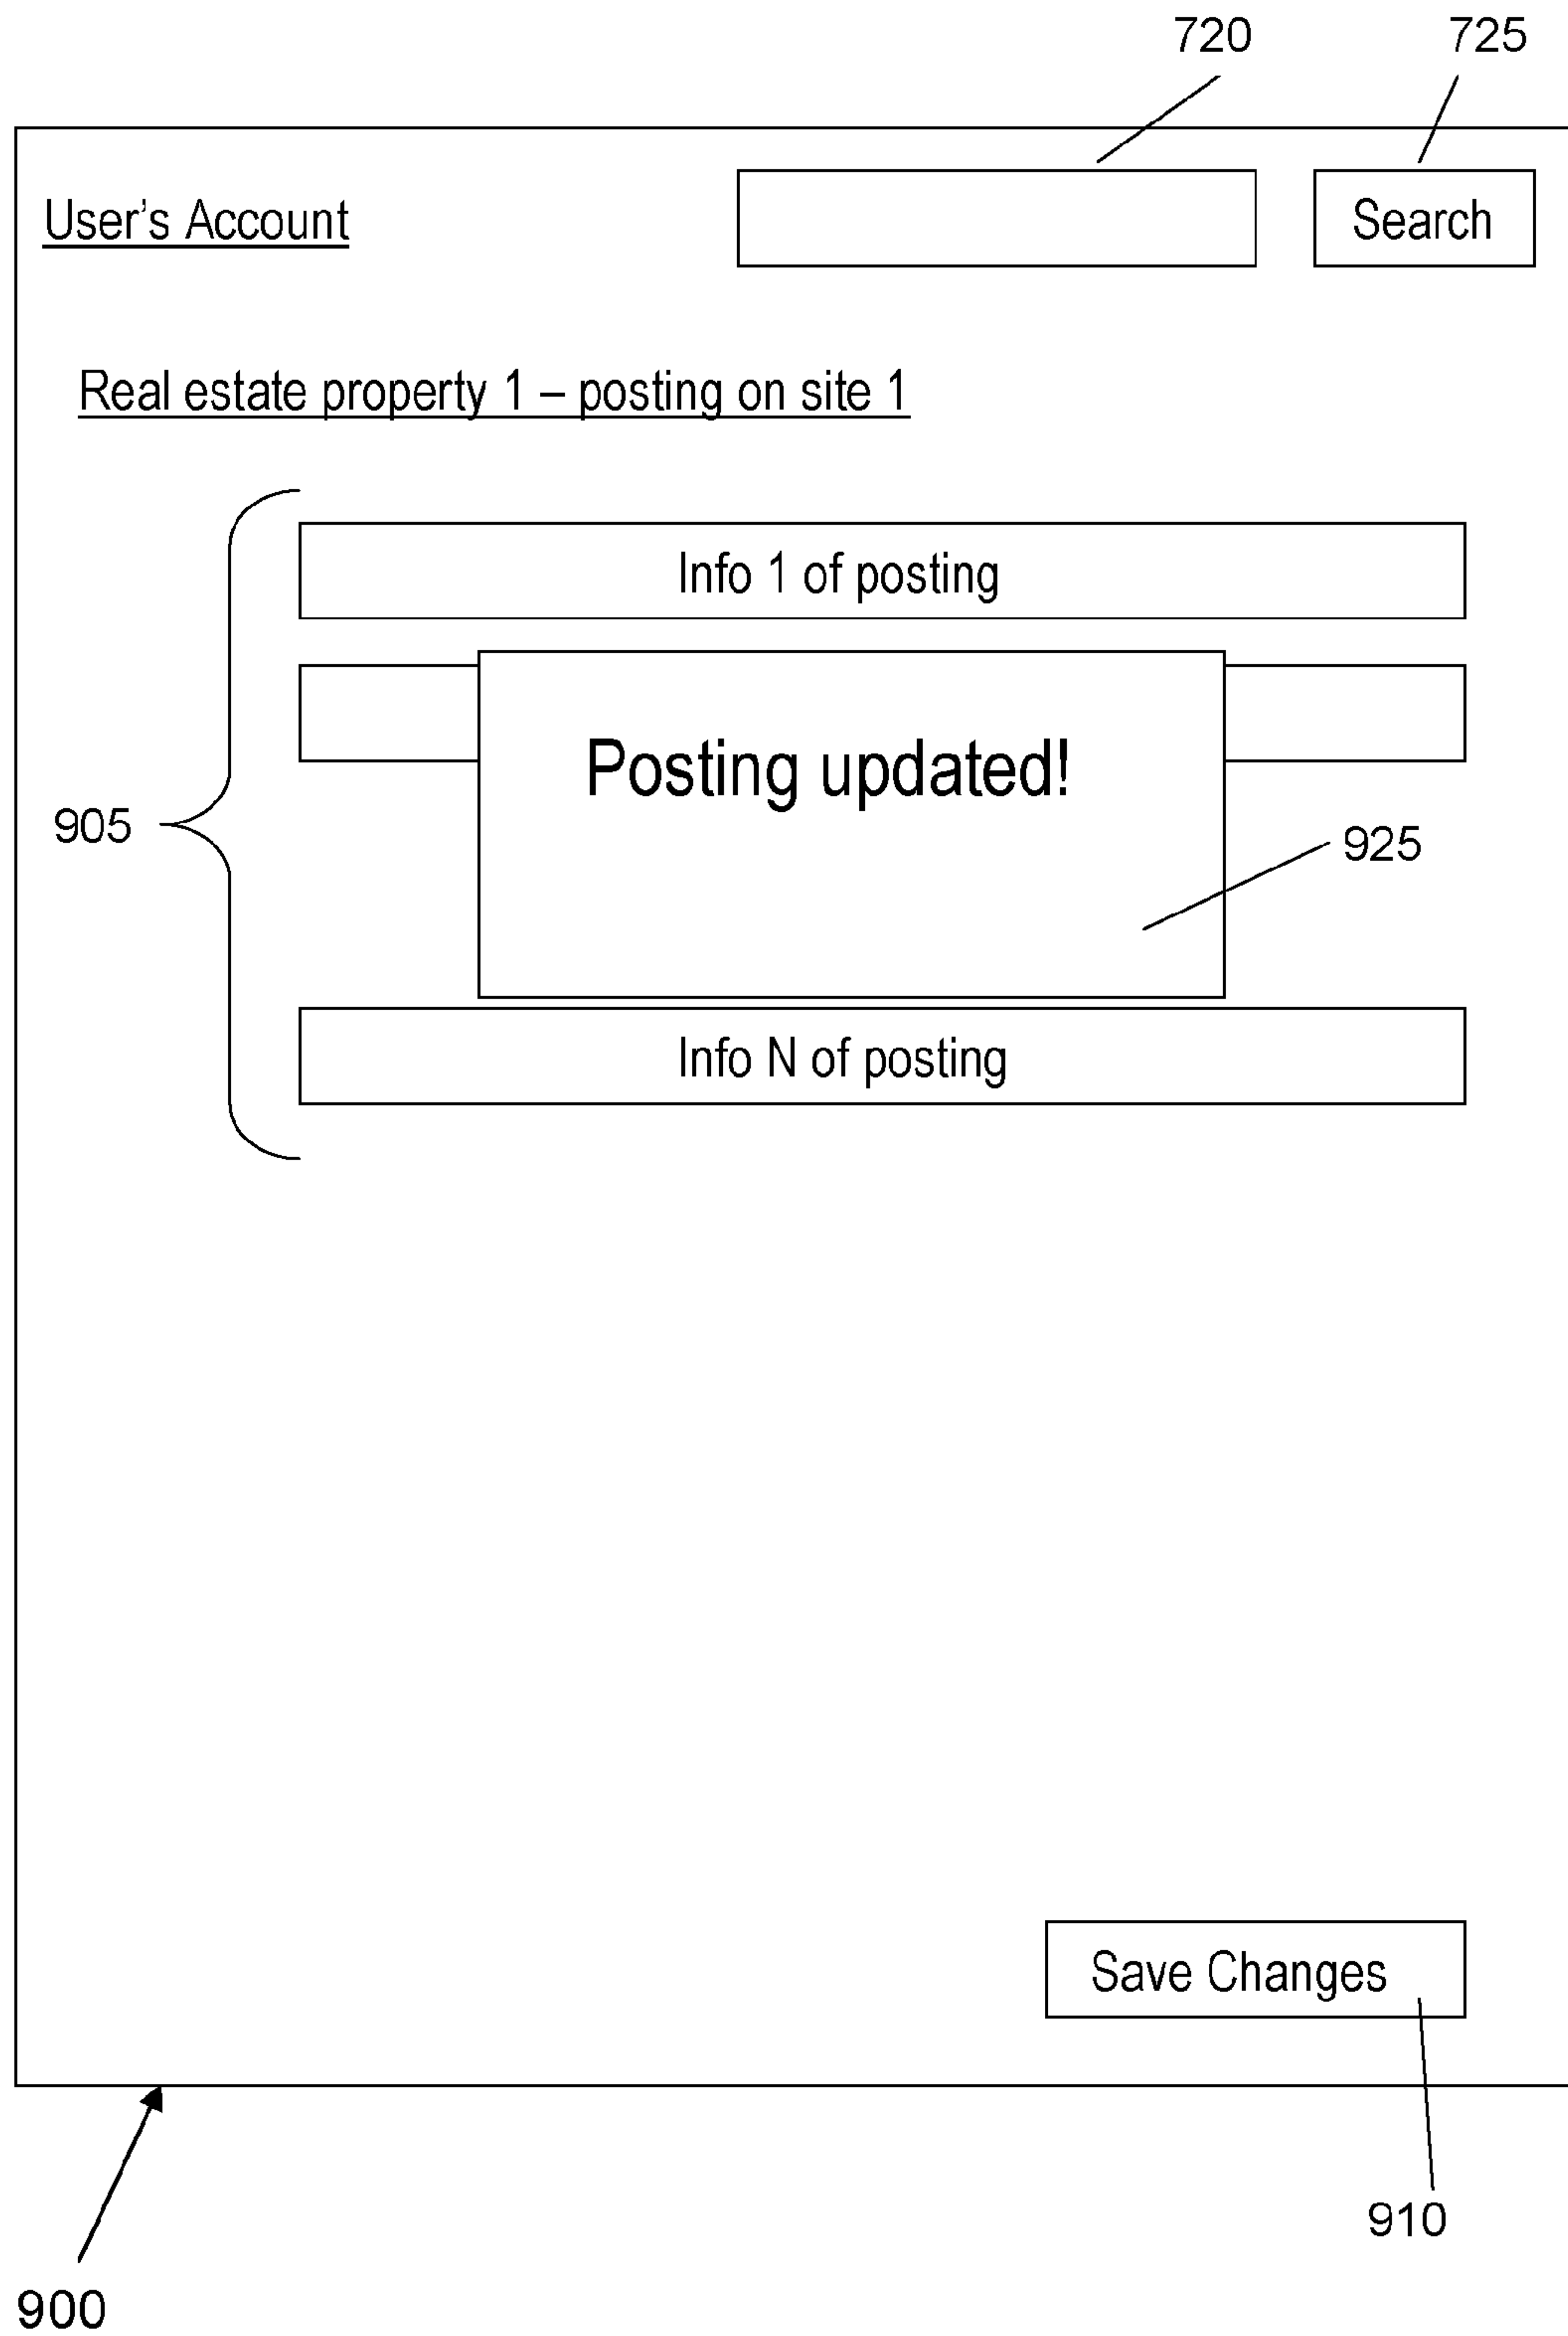 720 725
User's Account Search
Real estate property 1 – posting on site 1
Info 1 of posting
Posting updated!
905
925
Info N of posting
Save Changes
910
900